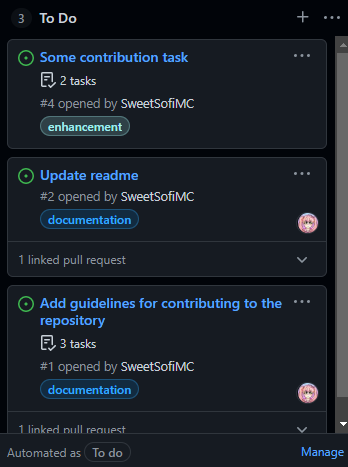 3 To Do
Some contribution task
2 tasks
#4 opened by SweetSofiMC
enhancement
Update readme
#2 opened by SweetSofiMC
documentation
1 linked pull request
Add guidelines for contributing to the
repository
3 tasks
#1 opened by SweetSofiMC
documentation
1 linked pull request
Automated as To do Manage